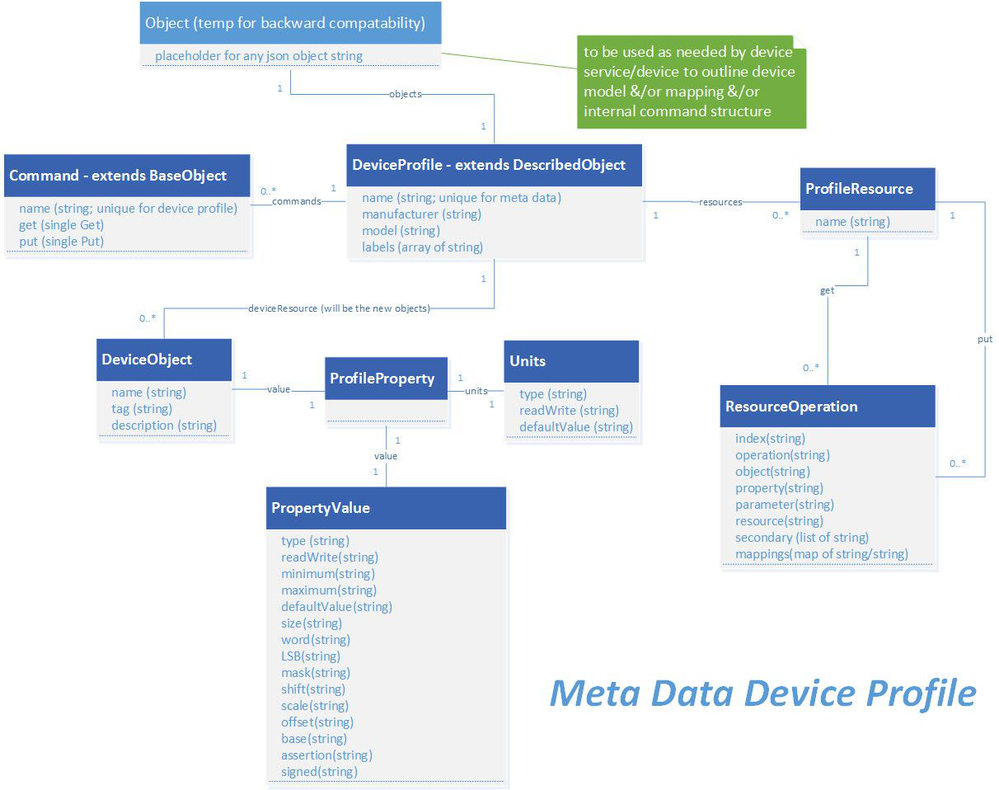 Object (temp for backward compatability)
placeholder for any json object string
to be used as needed by device
service/device to outline device
model &/or mapping &/or
internal command structure
1
objects
1
Command - extends BaseObject
name (string; unique for device profile)
get (single Get)
put (single Put)
0..*
commands
1
DeviceProfile - extends DescribedObject
name (string; unique for meta data)
manufacturer (string)
model (string)
labels (array of string)
1
resources
0..*
ProfileResource
name (string)
1
1
get
0..*
put
0..*
1
deviceResource (will be the new objects)
0..*
DeviceObject
name (string)
tag (string)
description (string)
1
value
1
ProfileProperty
1
units
1
Units
type (string)
readWrite (string)
defaultValue (string)
ResourceOperation
index(string)
operation(string)
object(string)
property(string)
parameter(string)
resource(string)
secondary (list of string)
mappings(map of string/string)
1
value
1
PropertyValue
type (string)
readWrite(string)
minimum(string)
maximum(string)
defaultValue(string)
size(string)
word(string)
LSB(string)
mask(string)
shift(string)
scale(string)
offset(string)
base(string)
assertion(string)
signed(string)
Meta Data Device Profile